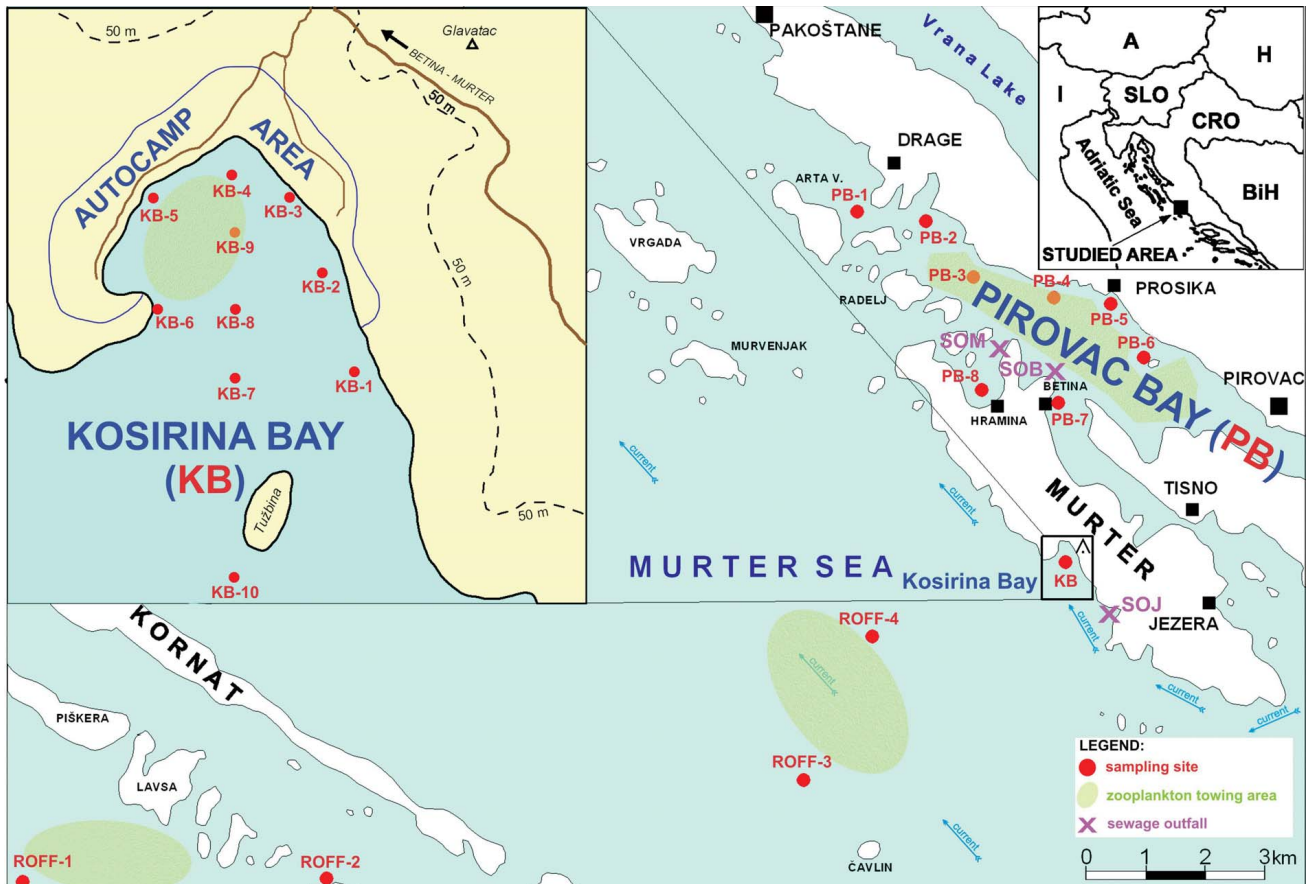 50 m
Glavatac
BETINA - MURTER
50 m
AUTOCAMP
AREA
KB-4
KB-5
KB-3
KB-9
KB-2
50 m
KB-6
KB-8
KB-7
KB-1
KOSIRINA BAY
(KB)
Tužbina
50 m
KB-10
PAKOŠTANE
Vrana Lake
DRAGE
ARTA V.
PB-1
PB-2
VRGADA
PB-3
PB-4
RADELJ
PROSIKA
PB-5
PIROVAC BAY (PB)
SOM
PB-6
MURVENJAK
SOB
PB-8
BETINA
PIROVAC
HRAMINA
PB-7
current
current
TISNO
MURTER
MURTER SEA
Kosirina Bay
KB
SOJ
JEZERA
current
current
current
A
H
I
SLO
CRO
Adriatic Sea
BiH
STUDIED AREA
KORNAT
PIŠKERA
LAVSA
ROFF-1
ROFF-2
ROFF-4
current
ROFF-3
current
ČAVLIN
LEGEND:
sampling site
zooplankton towing area
sewage outfall
0 1 2 3km